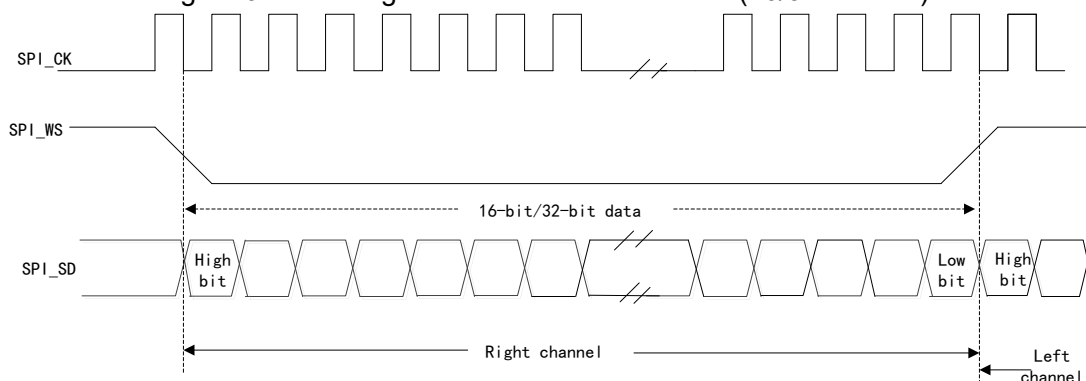 SPI_CK
SPI_WS
16-bit/32-bit data
SPI_SD
High
bit
Low
bit
High
bit
Right channel
Left
channel